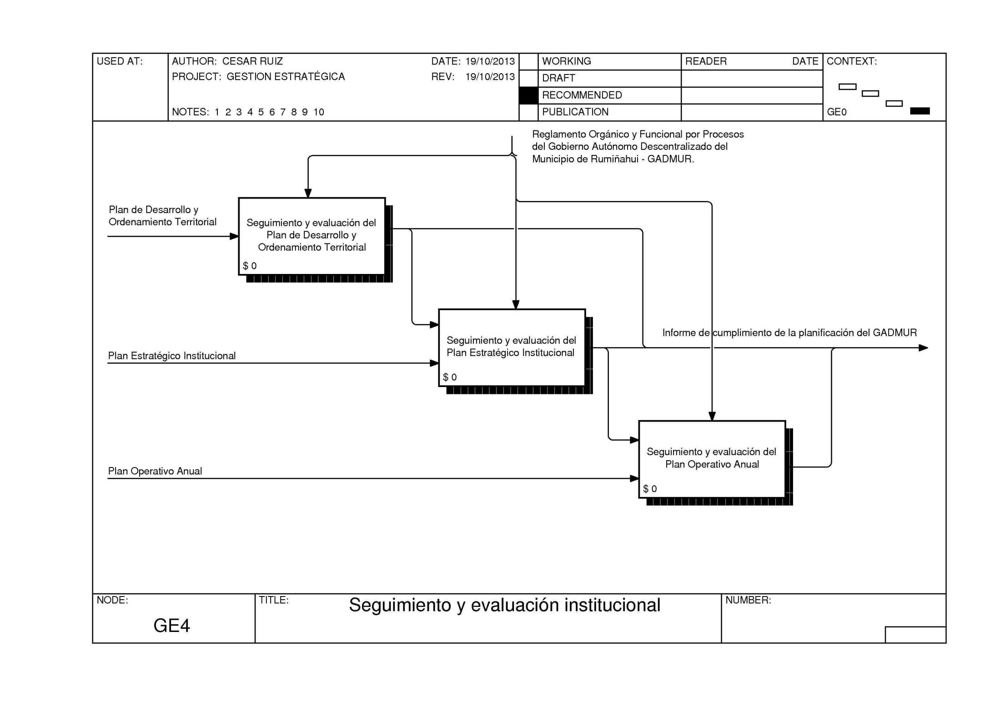 USED AT:
AUTHOR: CESAR RUIZ
DATE: 19/10/2013
PROJECT: GESTION ESTRATÉGICA
REV: 19/10/2013
NOTES: 1 2 3 4 5 6 7 8 9 10
WORKING
DRAFT
RECOMMENDED
PUBLICATION
READER DATE
CONTEXT:
GE0
Reglamento Orgánico y Funcional por Procesos
del Gobierno Autónomo Descentralizado del
Municipio de Rumiñahui - GADMUR.
Plan de Desarrollo y
Ordenamiento Territorial
Seguimiento y evaluación del
Plan de Desarrollo y
Ordenamiento Territorial
$ 0
Plan Estratégico Institucional
Seguimiento y evaluación del
Plan Estratégico Institucional
$ 0
Informe de cumplimiento de la planificación del GADMUR
Plan Operativo Anual
Seguimiento y evaluación del
Plan Operativo Anual
$ 0
NODE:
GE4
TITLE:
Seguimiento y evaluación institucional
NUMBER: